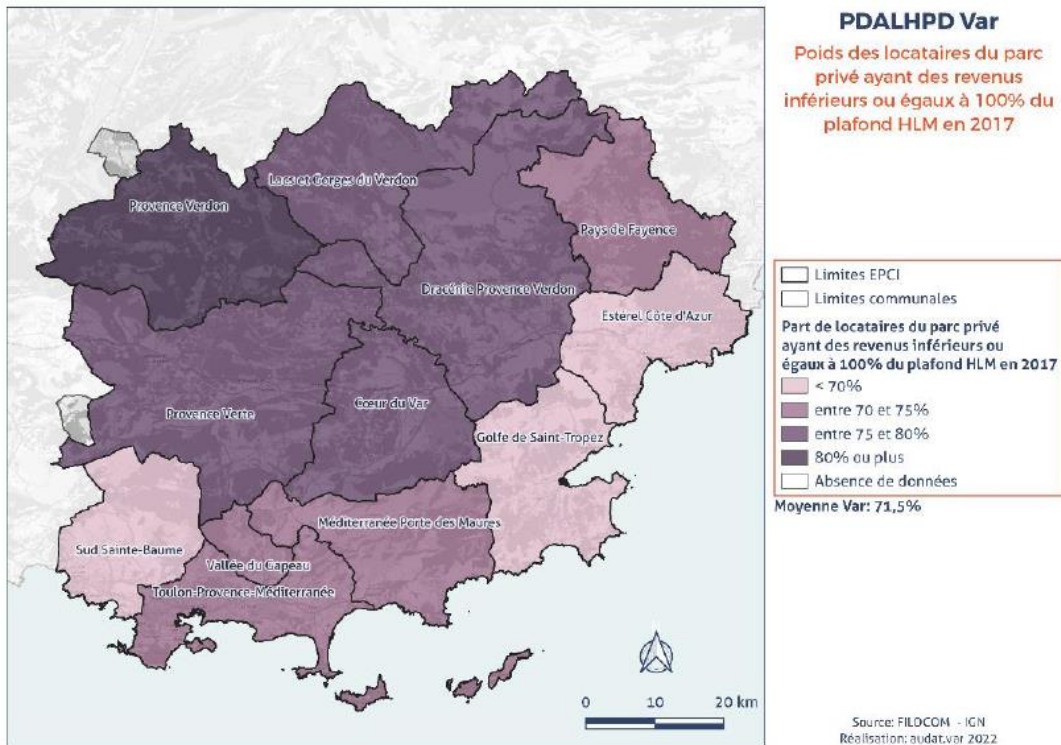 PDALHPD Var
Poids des locataires du parc
privé ayant des revenus
inférieurs ou égaux à 100% du
plafond HLM en 2017
Lacs et Gorges du Verdon
Provence Verdon
Pays de Fayence
Dracénie Provence Verdon
Estérel Côte d'Azur
Provence Verte
Cœur du Var
Golfe de Saint-Tropez
Méditerranée Porte des Maures
Sud Sainte-Baume
Vallée du Gapeau
Toulon-Provence-Méditerranée
0 10 20 km
Limites EPCI
Limites communales
Part de locataires du parc privé
ayant des revenus inférieurs ou
égaux à 100% du plafond HLM en 2017
< 70%
entre 70 et 75%
entre 75 et 80%
80% ou plus
Absence de données
Moyenne Var: 71,5%
Source: FILOCOM - IGN
Réalisation: audat.var 2022